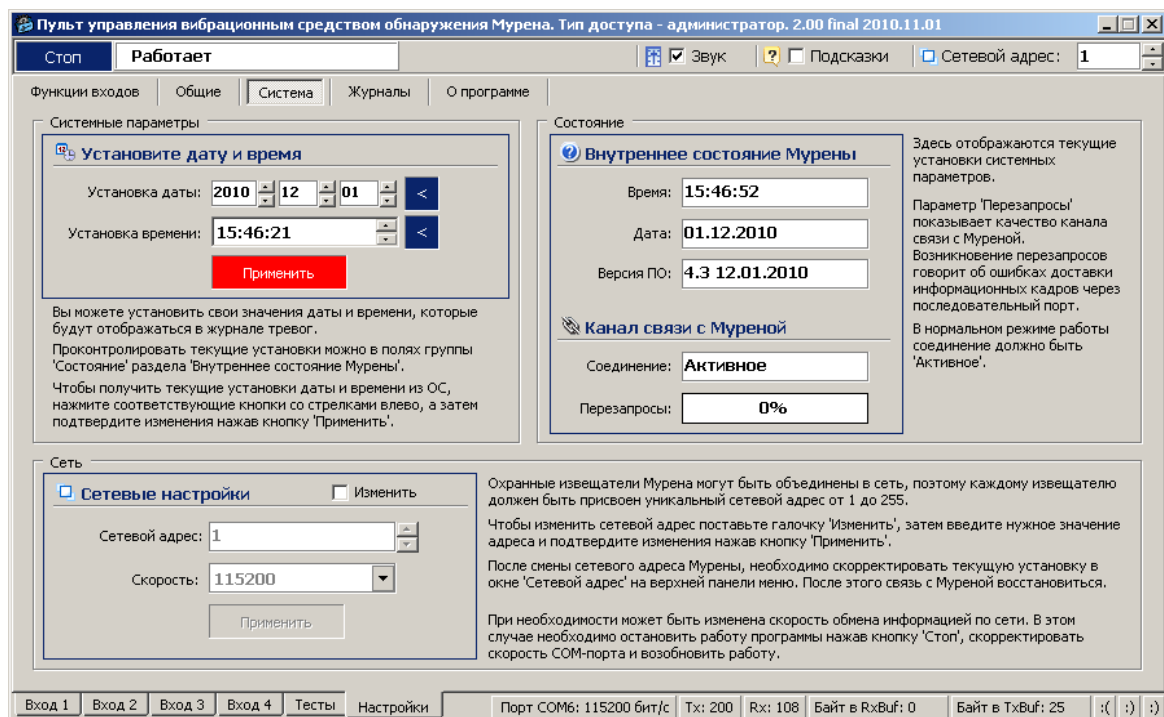 Пульт управления вибрационным средством обнаружения Мурена. Тип доступа - администратор. 2.00 final 2010.11.01
Стоп
Работает
Звук
Подсказки
Сетевой адрес:
1
Функции входов
Общие
Система
Журналы
О программе
Системные параметры
Установите дату и время
Установка даты:
2010
12
01
<
Установка времени:
15:46:21
<
Применить
Вы можете установить свои значения даты и времени, которые
будут отображаться в журнале тревог.
Проконтролировать текущие установки можно в полях группы
'Состояние' раздела 'Внутреннее состояние Мурены'.
Чтобы получить текущие установки даты и времени из ОС,
нажмите соответствующие кнопки со стрелками влево, а затем
подтвердите изменения нажав кнопку 'Применить'.
Состояние
Внутреннее состояние Мурены
Время:
15:46:52
Дата:
01.12.2010
Версия ПО:
4.3 12.01.2010
Канал связи с Муреной
Соединение:
Активное
Перезапросы:
0%
Здесь отображаются текущие
установки системных
параметров.
Параметр 'Перезапросы'
показывает качество канала
связи с Муреной.
Возникновение перезапросов
говорит об ошибках доставки
информационных кадров через
последовательный порт.
В нормальном режиме работы
соединение должно быть
'Активное'.
Сеть
Сетевые настройки
Изменить
Сетевой адрес:
1
Скорость:
115200
Применить
Охранные извещатели Мурена могут быть объединены в сеть, поэтому каждому извещателю
должен быть присвоен уникальный сетевой адрес от 1 до 255.
Чтобы изменить сетевой адрес поставьте галочку 'Изменить', затем введите нужное значение
адреса и подтвердите изменения нажав кнопку 'Применить'.
После смены сетевого адреса Мурены, необходимо скорректировать текущую установку в
окне 'Сетевой адрес' на верхней панели меню. После этого связь с Муреной восстановиться.
При необходимости может быть изменена скорость обмена информацией по сети. В этом
случае необходимо остановить работу программы нажав кнопку 'Стоп', скорректировать
скорость COM-порта и возобновить работу.
Вход 1
Вход 2
Вход 3
Вход 4
Тесты
Настройки
Порт COM6: 115200 бит/с
Tx: 200
Rx: 108
Байт в RxBuf: 0
Байт в TxBuf: 25
:(
:)
:)